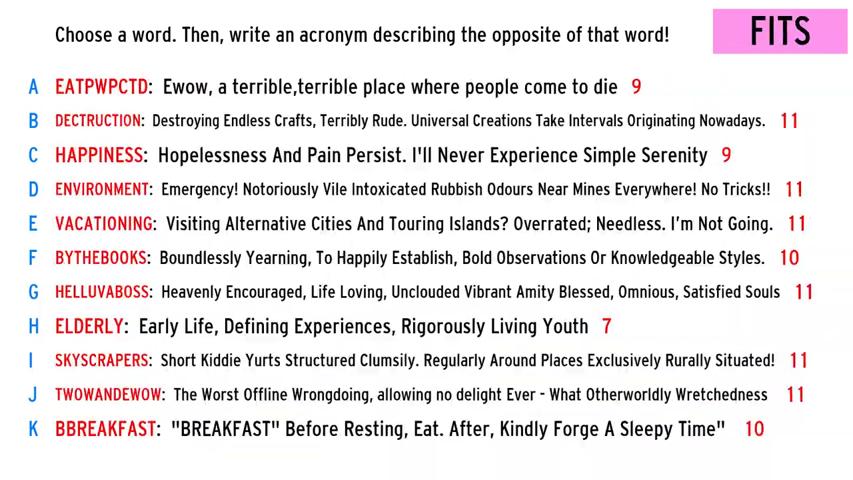 Choose a word. Then, write an acronym describing the opposite of that word!
FITS
A EATPWPCTD: Ewow, a terrible,terrible place where people come to die 9
B DECTRUCTION: Destroying Endless Crafts, Terribly Rude. Universal Creations Take Intervals Originating Nowadays. 11
C HAPPINESS: Hopelessness And Pain Persist. I'll Never Experience Simple Serenity 9
D ENVIRONMENT: Emergency! Notoriously Vile Intoxicated Rubbish Odours Near Mines Everywhere! No Tricks!! 11
E VACATIONING: Visiting Alternative Cities And Touring Islands? Overrated; Needless. I'm Not Going. 11
F BYTHEBOOKS: Boundlessly Yearning, To Happily Establish, Bold Observations Or Knowledgeable Styles. 10
G HELLUVABOSS: Heavenly Encouraged, Life Loving, Unclouded Vibrant Amity Blessed, Omnious, Satisfied Souls 11
H ELDERLY: Early Life, Defining Experiences, Rigorously Living Youth 7
I SKYSCRAPERS: Short Kiddie Yurts Structured Clumsily. Regularly Around Places Exclusively Rurally Situated! 11
J TWOWANDEWOW: The Worst Offline Wrongdoing, allowing no delight Ever - What Otherworldly Wretchedness 11
K BBREAKFAST: "BREAKFAST" Before Resting, Eat. After, Kindly Forge A Sleepy Time" 10